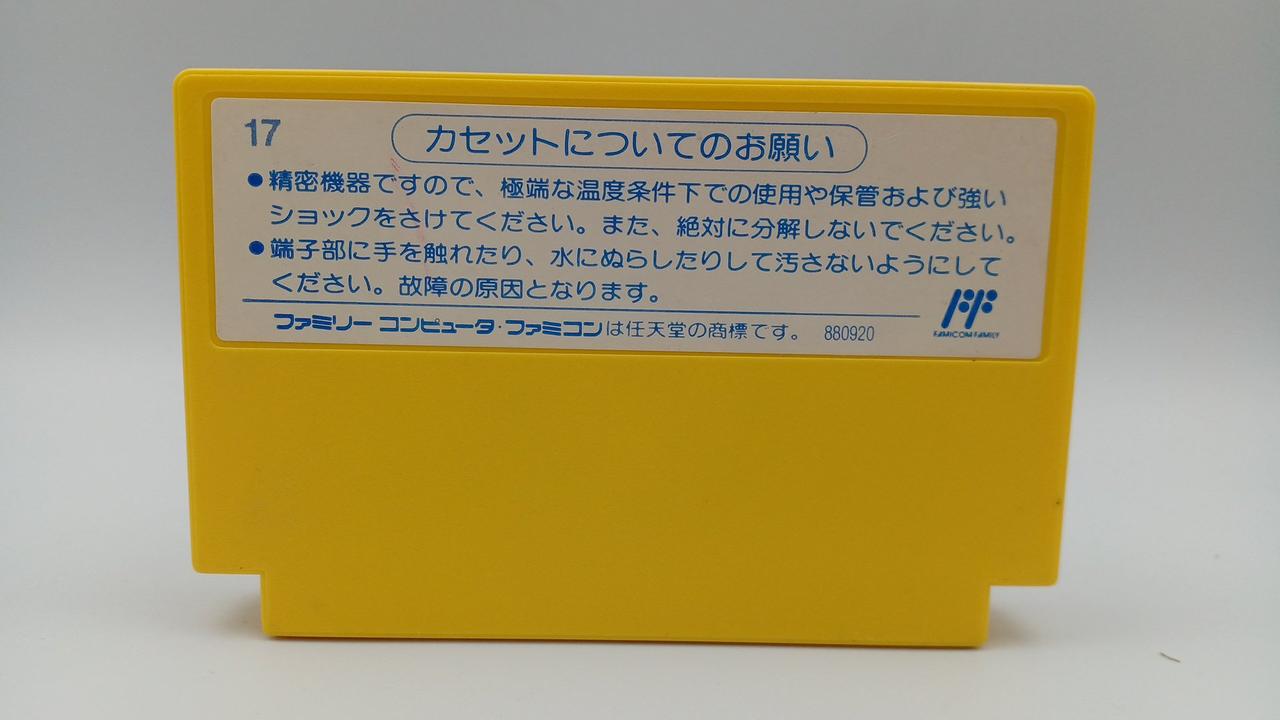 17
カセットについてのお願い
●精密機器ですので、極端な温度条件下での使用や保管および強い
ショックをさけてください。また、絶対に分解しないでください。
●端子部に手を触れたり、水にぬらしたりして汚さないようにして
ください。故障の原因となります。
ファミリーコンピュータ・ファミコンは任天堂の商標です。 880920
FAMICOM FAMILY